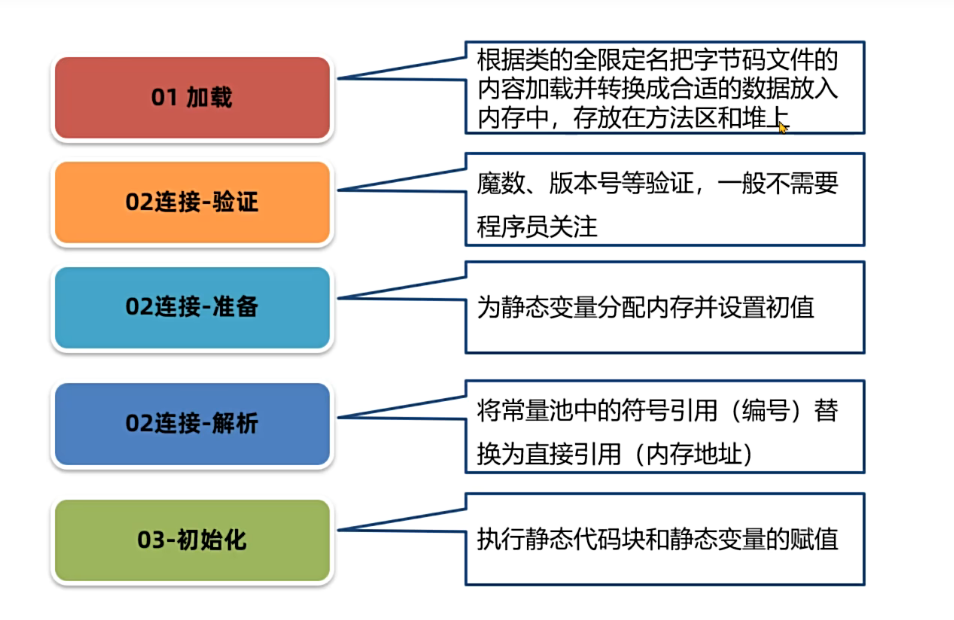 01 加载
根据类的全限定名把字节码文件的
内容加载并转换成合适的数据放入
内存中，存放在方法区和堆上
02连接-验证
魔数、版本号等验证，一般不需要
程序员关注
02连接-准备
为静态变量分配内存并设置初值
02连接-解析
将常量池中的符号引用（编号）替
换为直接引用（内存地址）
03-初始化
执行静态代码块和静态变量的赋值